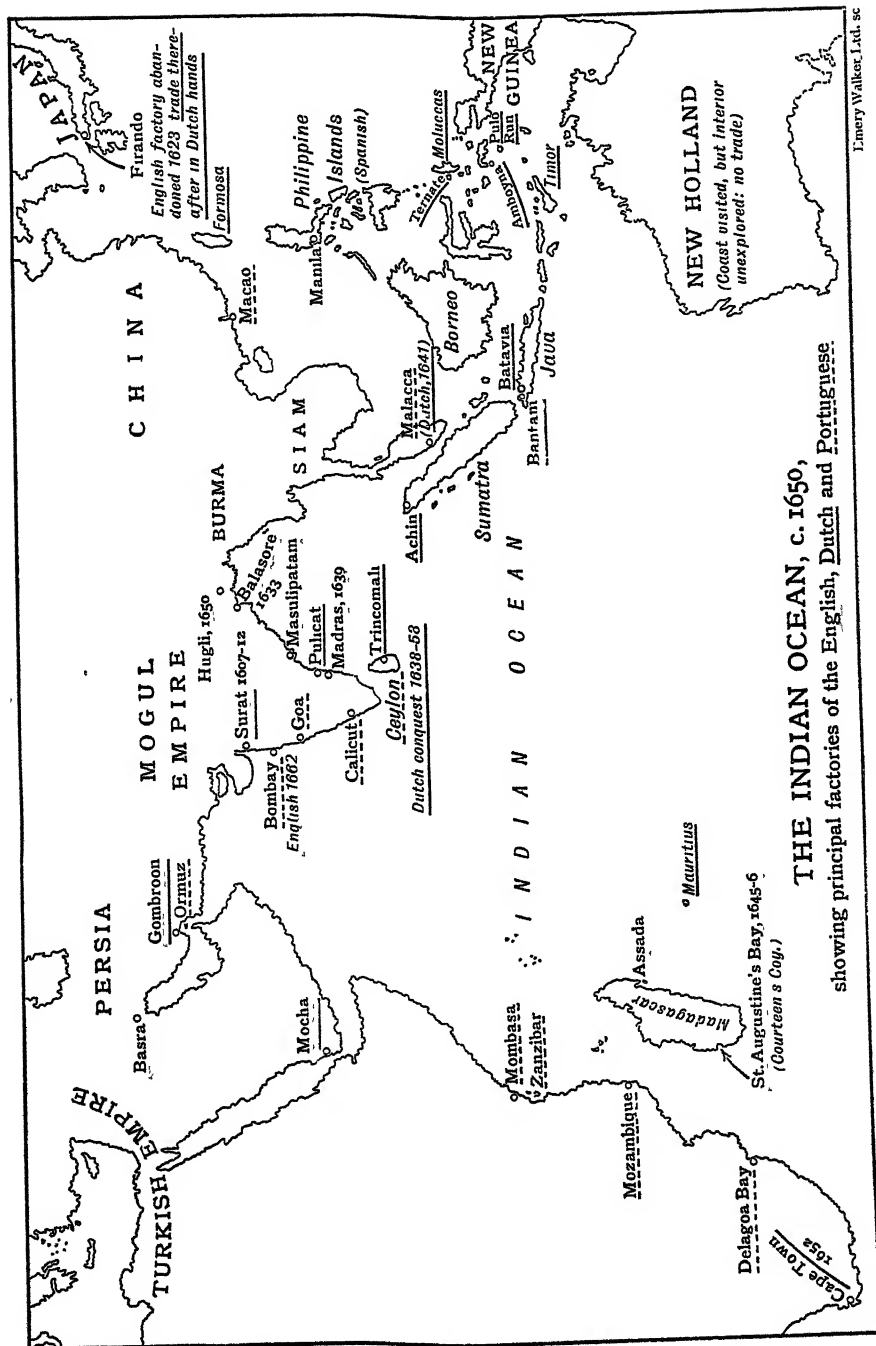 JAPAN
Firando
English factory aban-
doned 1623 trade there-
after in Dutch hands
Formosa
CHINA
Macao
Philippine
Islands
(Spanish)
Manila
Ternate
Moluccas
NEW
GUINEA
Pulo
Run
Amboyna
Timor
NEW HOLLAND
(Coast visited, but interior
unexplored: no trade)
Borneo
Batavia
Java
Bantam
Malacca
(Dutch, 1641)
SIAM
Sumatra
Achin
BURMA
Hugli, 1650
Balasore
1633
Masulipatam
Pulicat
Madras, 1639
Trincomali
MOGUL
EMPIRE
Surat 1607-12
Bombay
English 1662
Goa
Calicut
Ceylon
Dutch conquest 1638-58
INDIAN OCEAN
PERSIA
Gombroon
Ormuz
Basra
Mocha
TURKISH EMPIRE
Mombasa
Zanzibar
Mozambique
Delagoa Bay
Cape Town
1652
Mauritius
Assada
Madagascar
St. Augustine's Bay, 1645-6
(Courteen s Coy.)
THE INDIAN OCEAN, c. 1650,
showing principal factories of the English, Dutch and Portuguese
Emery Walker Ltd. sc